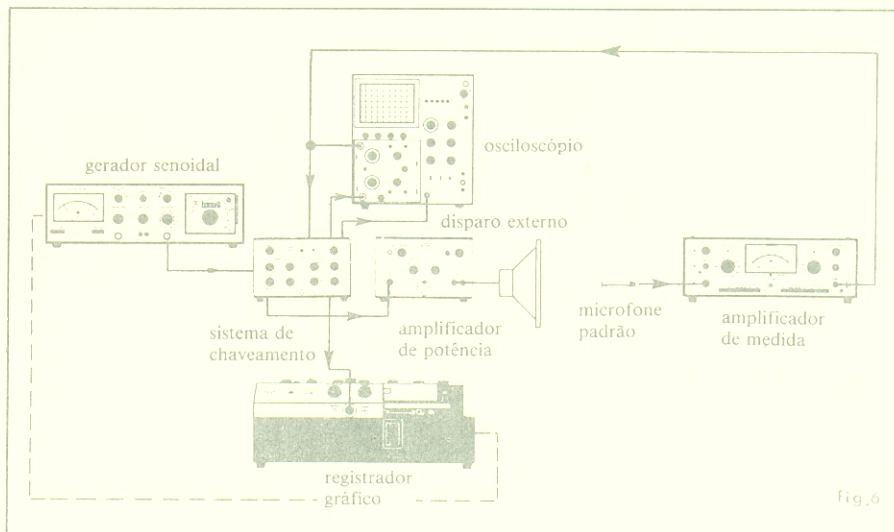 osciloscópio
gerador senoidal
disparo externo
sistema de
chaveamento
amplificador
de potência
microfone
padrão
amplificador
de medida
registrador
gráfico
fig.6